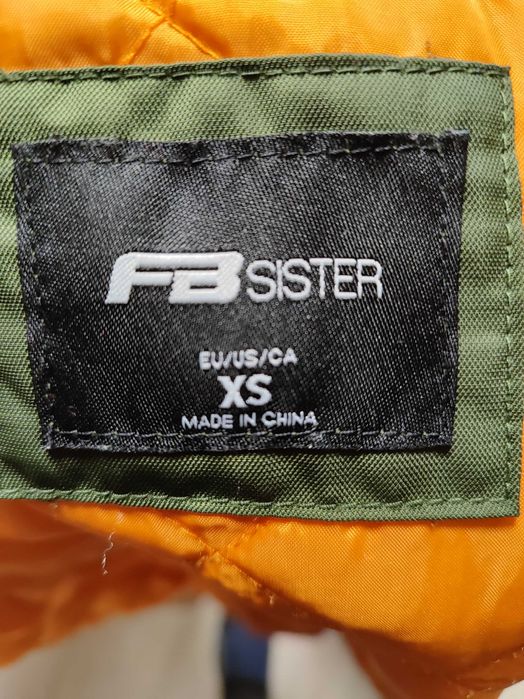 FB SISTER
EU/US/CA
XS
MADE IN CHINA